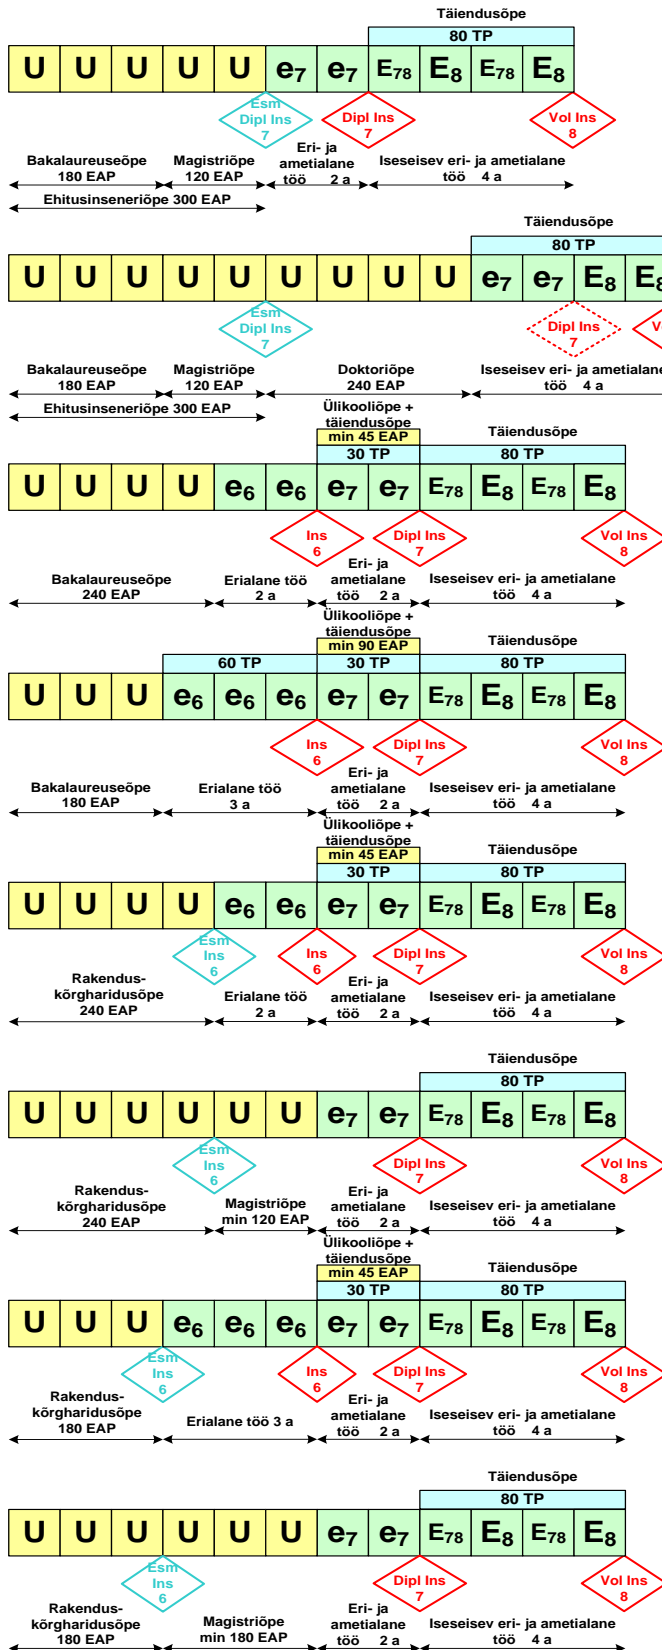 Täiendusõpe
80 TP
U U U U U e7 e7 E78 E8 E78 E8
Esm Dipl Ins 7
Dipl Ins 7
Vol Ins 8
Bakalaureuseõpe 180 EAP
Magistriõpe 120 EAP
Eri- ja ametialane töö 2 a
Iseseisev eri- ja ametialane töö 4 a
Ehitusinseneriõpe 300 EAP
Täiendusõpe
80 TP
U U U U U U U U U e7 e7 E8 E8
Esm Dipl Ins 7
Dipl Ins 7
Bakalaureuseõpe 180 EAP
Magistriõpe 120 EAP
Doktoriõpe 240 EAP
Iseseisev eri- ja ametialane töö 4 a
Ehitusinseneriõpe 300 EAP
Ülikooliõpe + täiendusõpe
min 45 EAP
30 TP
Täiendusõpe
80 TP
U U U U e6 e6 e7 e7 E78 E8 E78 E8
Ins 6
Dipl Ins 7
Vol Ins 8
Bakalaureuseõpe 240 EAP
Erialane töö 2 a
Eri- ja ametialane töö 2 a
Iseseisev eri- ja ametialane töö 4 a
Ülikooliõpe + täiendusõpe
min 90 EAP
60 TP
30 TP
Täiendusõpe
80 TP
U U U e6 e6 e6 e7 e7 E78 E8 E78 E8
Ins 6
Dipl Ins 7
Vol Ins 8
Bakalaureuseõpe 180 EAP
Erialane töö 3 a
Eri- ja ametialane töö 2 a
Iseseisev eri- ja ametialane töö 4 a
Ülikooliõpe + täiendusõpe
min 45 EAP
30 TP
Täiendusõpe
80 TP
U U U U e6 e6 e7 e7 E78 E8 E78 E8
Esm Ins 6
Ins 6
Dipl Ins 7
Vol Ins 8
Rakendus-kõrgharidusõpe 240 EAP
Erialane töö 2 a
Eri- ja ametialane töö 2 a
Iseseisev eri- ja ametialane töö 4 a
Täiendusõpe
80 TP
U U U U U U e7 e7 E78 E8 E78 E8
Esm Ins 6
Dipl Ins 7
Vol Ins 8
Rakendus-kõrgharidusõpe 240 EAP
Magistriõpe min 120 EAP
Eri- ja ametialane töö 2 a
Iseseisev eri- ja ametialane töö 4 a
Ülikooliõpe + täiendusõpe
min 45 EAP
30 TP
Täiendusõpe
80 TP
U U U e6 e6 e6 e7 e7 E78 E8 E78 E8
Esm Ins 6
Ins 6
Dipl Ins 7
Vol Ins 8
Rakendus-kõrgharidusõpe 180 EAP
Erialane töö 3 a
Eri- ja ametialane töö 2 a
Iseseisev eri- ja ametialane töö 4 a
Täiendusõpe
80 TP
U U U U U U e7 e7 E78 E8 E78 E8
Esm Ins 6
Dipl Ins 7
Vol Ins 8
Rakendus-kõrgharidusõpe 180 EAP
Magistriõpe min 180 EAP
Eri- ja ametialane töö 2 a
Iseseisev eri- ja ametialane töö 4 a